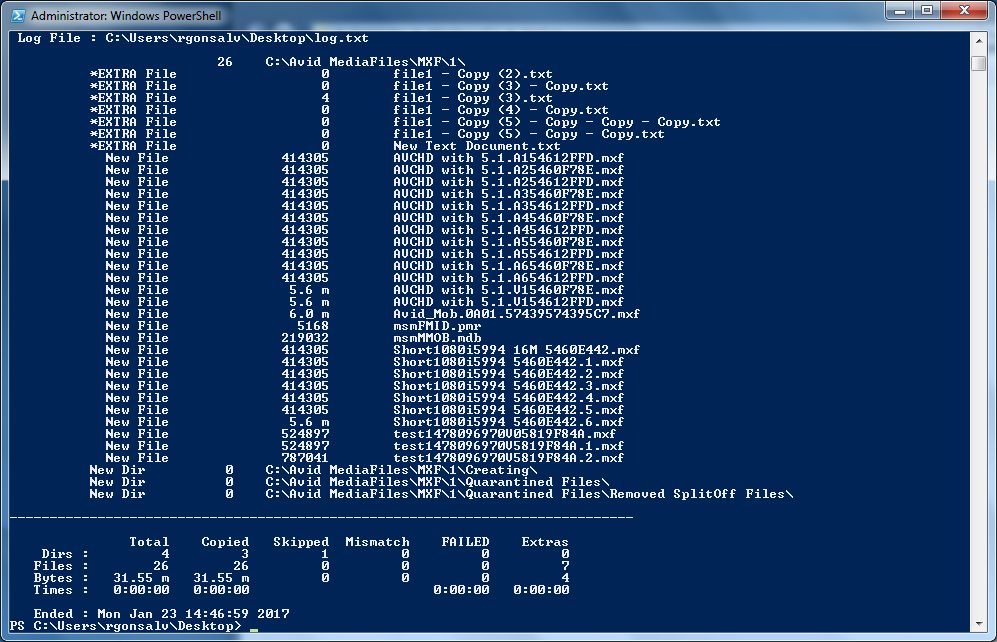 Administrator: Windows PowerShell
Log File : C:\Users\rgonsalv\Desktop\log.txt
26 C:\Avid MediaFiles\MXF\1\
*EXTRA File 0 file1 - Copy (2).txt
*EXTRA File 0 file1 - Copy (3) - Copy.txt
*EXTRA File 4 file1 - Copy (3).txt
*EXTRA File 0 file1 - Copy (4) - Copy.txt
*EXTRA File 0 file1 - Copy (5) - Copy - Copy - Copy.txt
*EXTRA File 0 file1 - Copy (5) - Copy - Copy.txt
*EXTRA File 0 New Text Document.txt
New File 414305 AVCHD with 5.1.A154612FFD.mxf
New File 414305 AVCHD with 5.1.A25460F78E.mxf
New File 414305 AVCHD with 5.1.A254612FFD.mxf
New File 414305 AVCHD with 5.1.A35460F78E.mxf
New File 414305 AVCHD with 5.1.A354612FFD.mxf
New File 414305 AVCHD with 5.1.A45460F78E.mxf
New File 414305 AVCHD with 5.1.A454612FFD.mxf
New File 414305 AVCHD with 5.1.A55460F78E.mxf
New File 414305 AVCHD with 5.1.A554612FFD.mxf
New File 414305 AVCHD with 5.1.A65460F78E.mxf
New File 414305 AVCHD with 5.1.A654612FFD.mxf
New File 5.6 m AVCHD with 5.1.V15460F78E.mxf
New File 5.6 m AVCHD with 5.1.V154612FFD.mxf
New File 6.0 m Avid_Mob.0A01.57439574395C7.mxf
New File 5168 msmFMID.pmr
New File 219032 msmMMOB.mdb
New File 414305 Short1080i5994 16M 5460E442.mxf
New File 414305 Short1080i5994 5460E442.1.mxf
New File 414305 Short1080i5994 5460E442.2.mxf
New File 414305 Short1080i5994 5460E442.3.mxf
New File 414305 Short1080i5994 5460E442.4.mxf
New File 414305 Short1080i5994 5460E442.5.mxf
New File 5.6 m Short1080i5994 5460E442.6.mxf
New File 524897 test1478096970V05819F84A.mxf
New File 524897 test1478096970V5819F84A.1.mxf
New File 787041 test1478096970V5819F84A.2.mxf
New Dir 0 C:\Avid MediaFiles\MXF\1\Creating\
New Dir 0 C:\Avid MediaFiles\MXF\1\Quarantined Files\
New Dir 0 C:\Avid MediaFiles\MXF\1\Quarantined Files\Removed SplitOff Files\
------------------------------------------------------------------------------
Total Copied Skipped Mismatch FAILED Extras
Dirs : 4 3 1 0 0 0
Files : 26 26 0 0 0 7
Bytes : 31.55 m 31.55 m 0 0 0 4
Times : 0:00:00 0:00:00 0:00:00 0:00:00
Ended : Mon Jan 23 14:46:59 2017
PS C:\Users\rgonsalv\Desktop> _